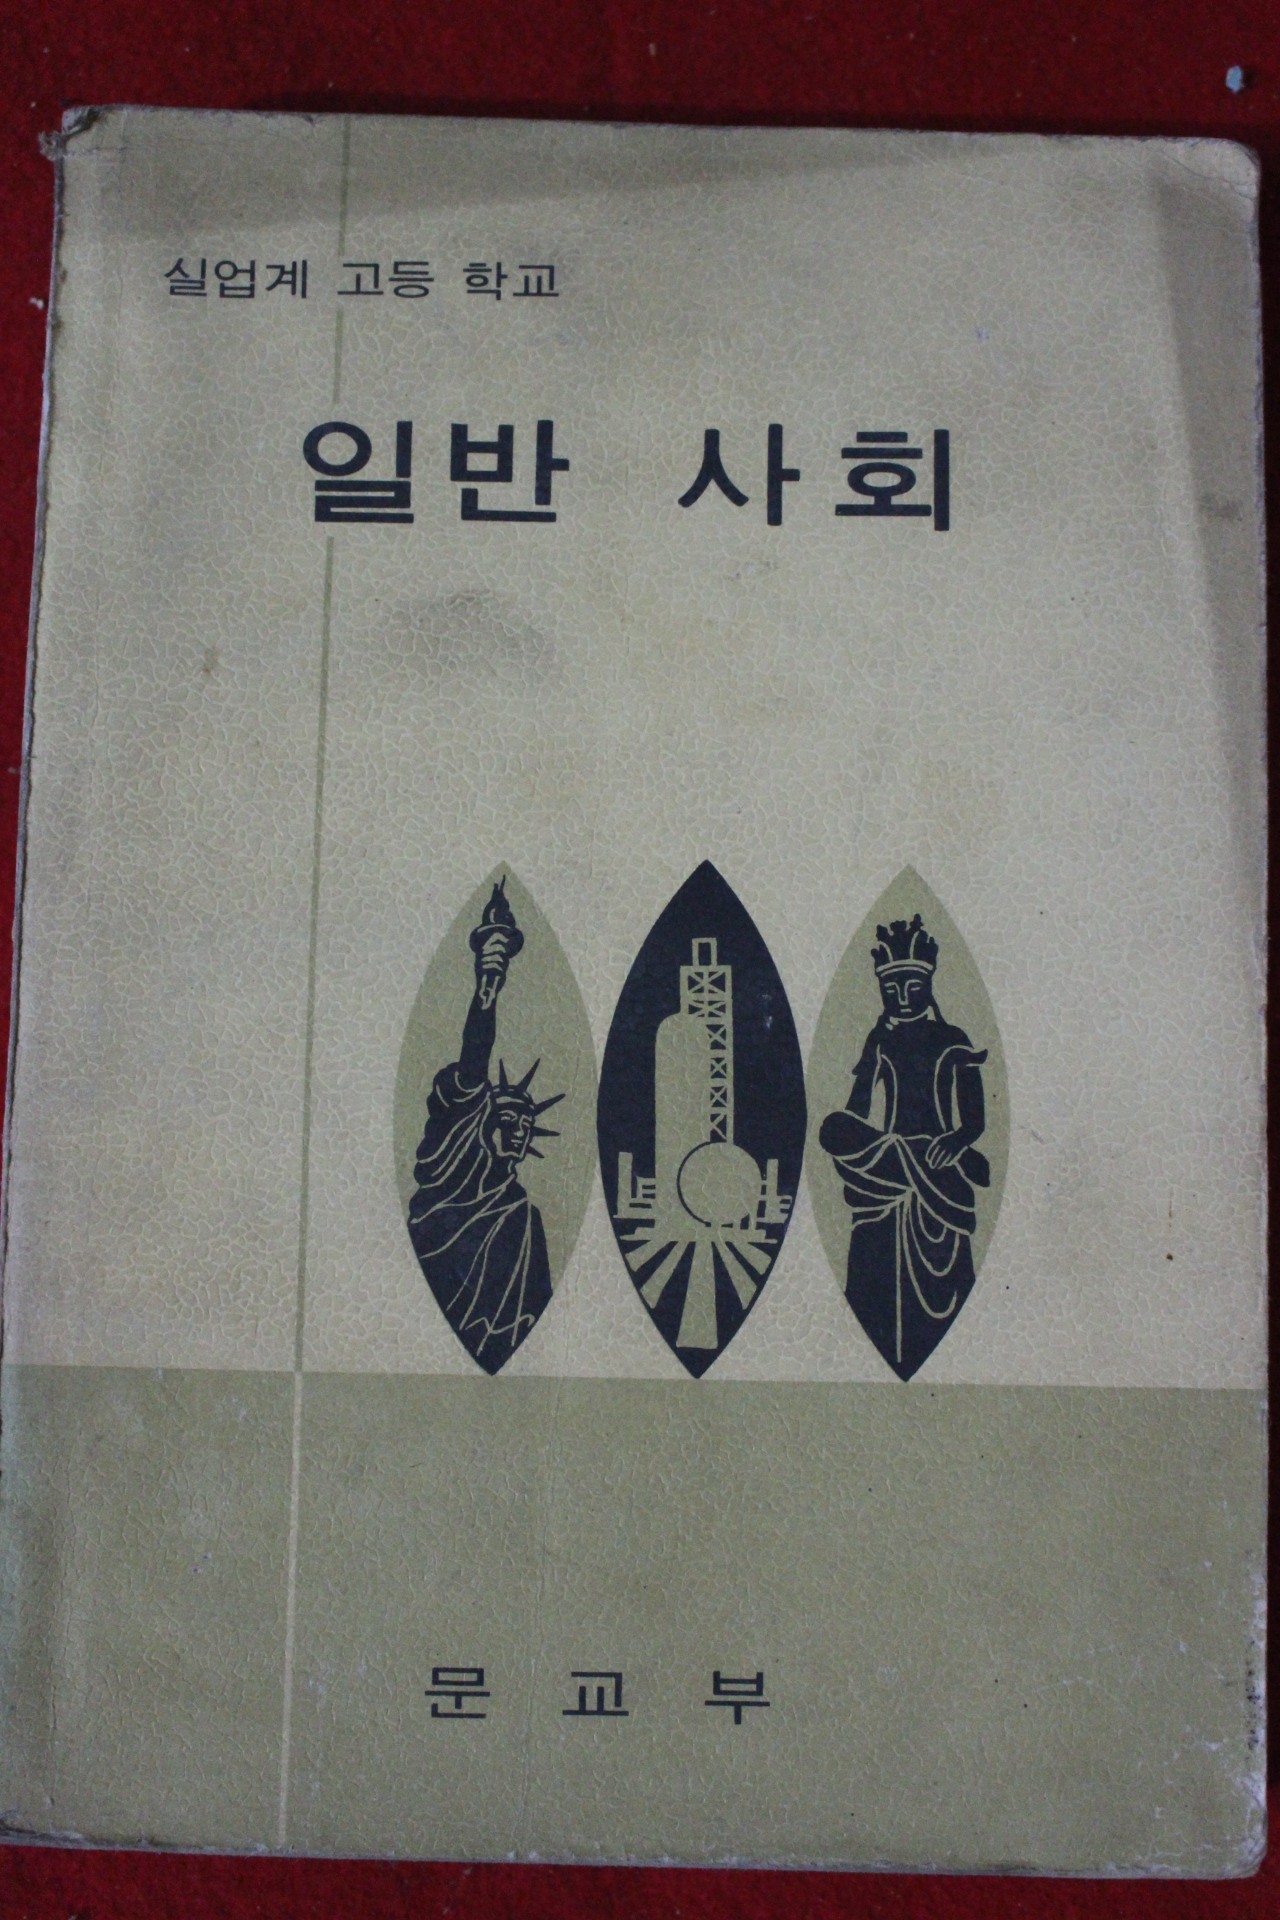 실업계 고등 학교
일반 사회
문 교 부